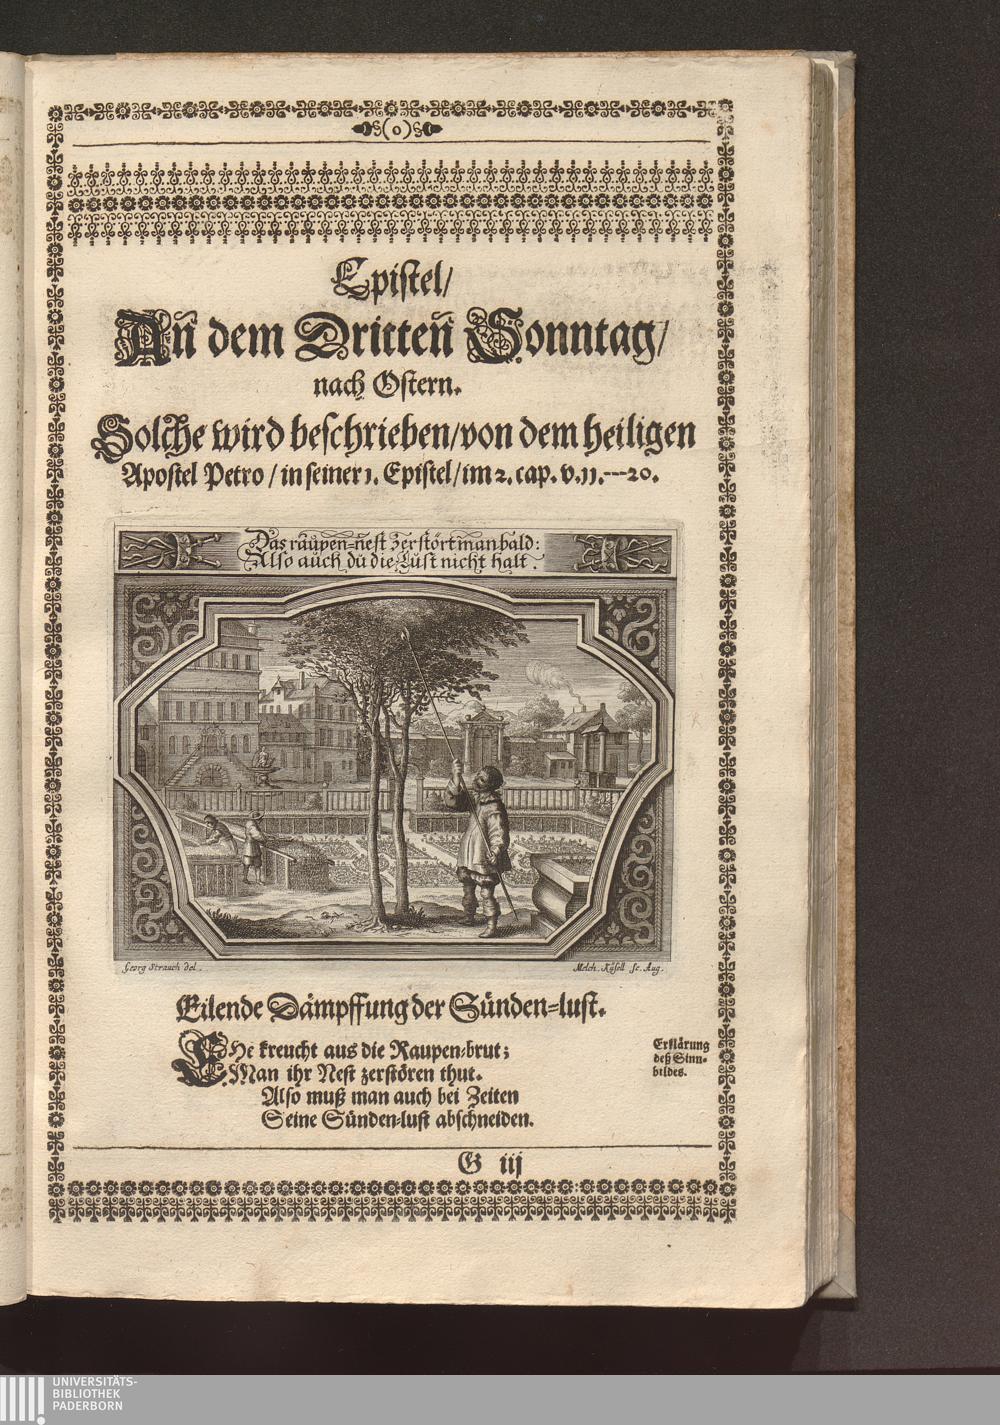 (o)
Epistel/
An dem Dritten Sonntag/
nach Ostern.
Solche wird beschrieben/von dem heiligen
Apostel Petro/in seiner 1. Epistel/im 2. cap. v. 11.---20.
Das raupen-nest zerstört man bald:
Also auch du die Lust nicht halt.
Georg Strauch del.
Melch. Küsell sc. Aug.
Eilende Dämpffung der Sünden-lust.
EHe kreucht aus die Raupen-brut;
Man ihr Nest zerstören thut.
Also muß man auch bei Zeiten
Seine Sünden-lust abschneiden.
Erklärung
deß Sinn-
bildes.
G iij
UNIVERSITÄTS-
BIBLIOTHEK
PADERBORN